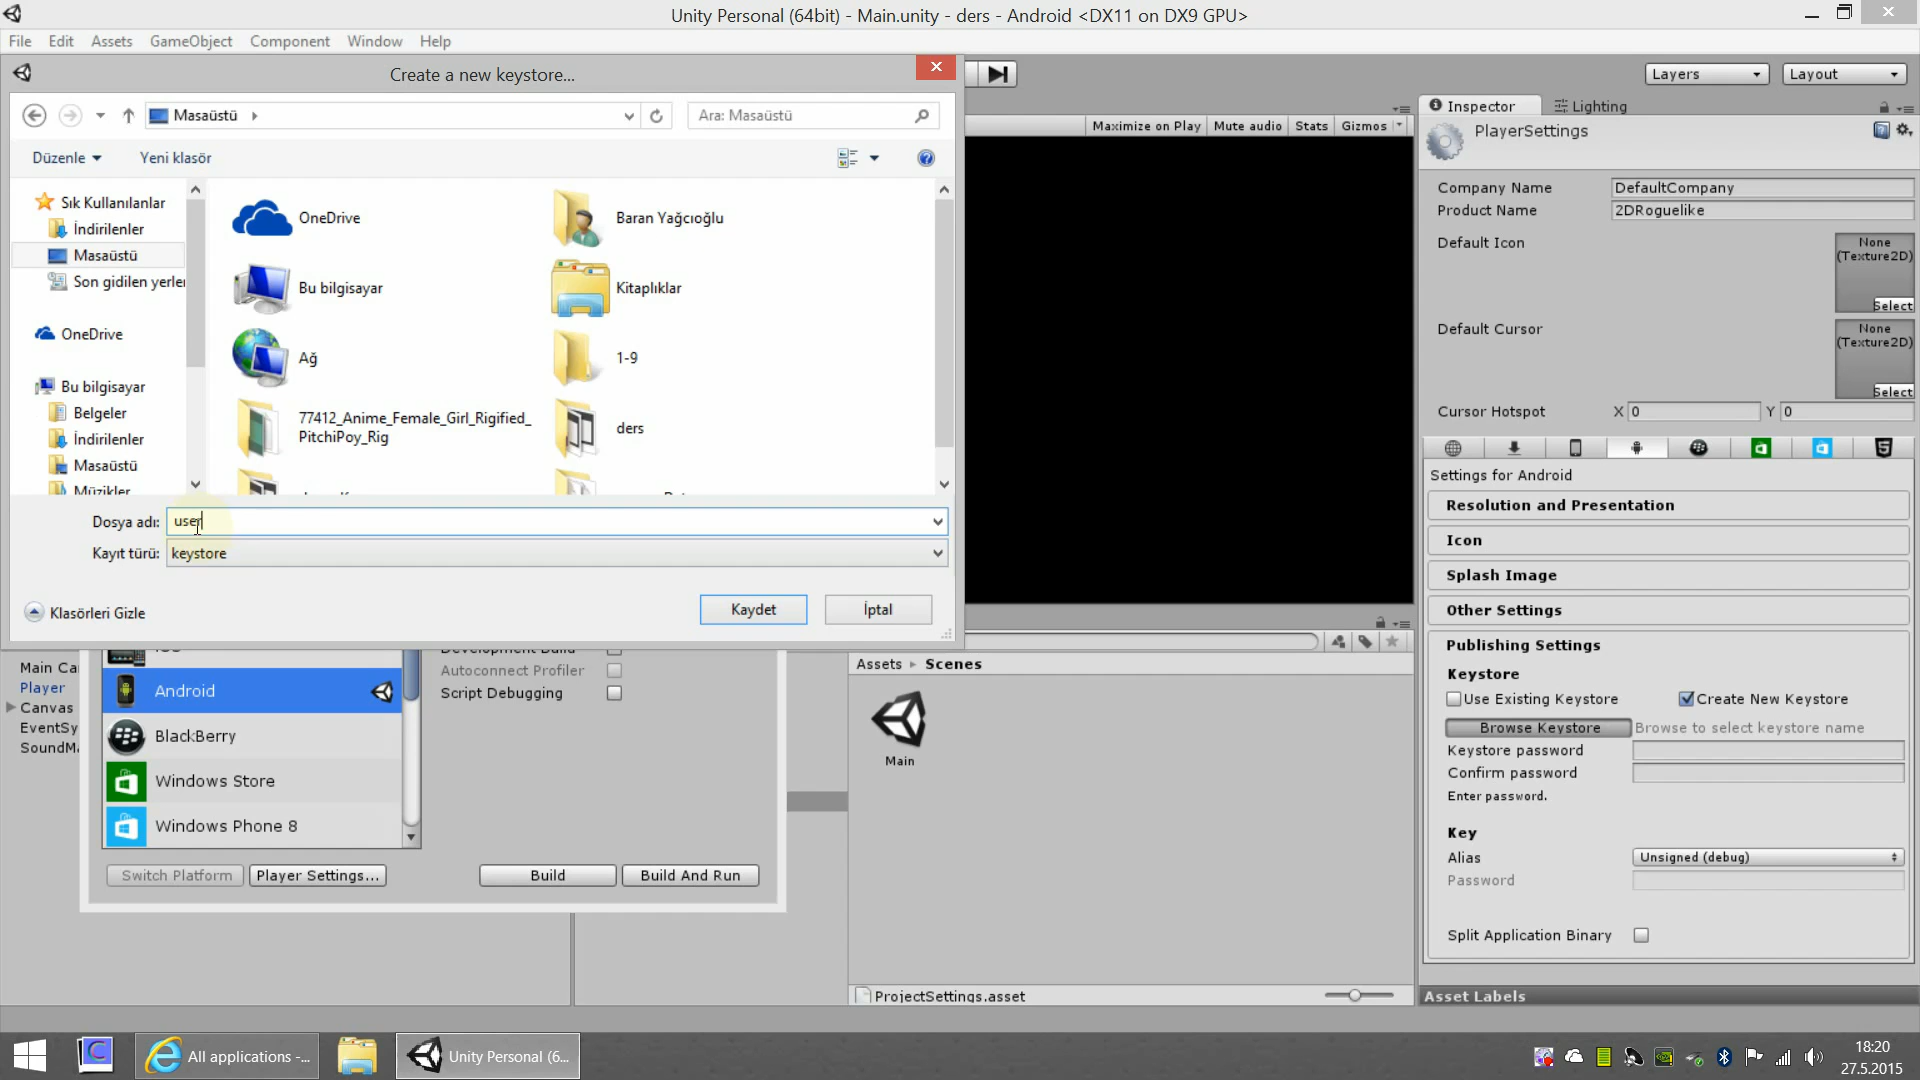 Unity Personal (64bit) - Main.unity - ders - Android <DX11 on DX9 GPU>
File Edit Assets GameObject Component Window Help
Create a new keystore...
Masaüstü
Ara: Masaüstü
Düzenle Yeni klasör
Sık Kullanılanlar
İndirilenler
Masaüstü
Son gidilen yerler
OneDrive
Bu bilgisayar
Belgeler
İndirilenler
Masaüstü
Müzikler
OneDrive
Baran Yağcıoğlu
Bu bilgisayar
Kitaplıklar
Ağ
1-9
77412_Anime_Female_Girl_Rigified_
PitchiPoy_Rig
ders
Dosya adı: user
Kayıt türü: keystore
Klasörleri Gizle
Kaydet İptal
Layers Layout
Maximize on Play Mute audio Stats Gizmos
Inspector Lighting
PlayerSettings
Company Name DefaultCompany
Product Name 2DRoguelike
Default Icon
None
(Texture2D)
Select
Default Cursor
None
(Texture2D)
Select
Cursor Hotspot X 0 Y 0
Settings for Android
Resolution and Presentation
Icon
Splash Image
Other Settings
Publishing Settings
Keystore
Use Existing Keystore Create New Keystore
Browse Keystore Browse to select keystore name
Keystore password
Confirm password
Enter password.
Key
Alias Unsigned (debug)
Password
Split Application Binary
Asset Labels
Main Ca
Player
Canvas
EventSy
SoundMa
iOS
Android
BlackBerry
Windows Store
Windows Phone 8
Development Build
Autoconnect Profiler
Script Debugging
Switch Platform Player Settings... Build Build And Run
Assets Scenes
Main
ProjectSettings.asset
All applications -...
Unity Personal (6...
18:20
27.5.2015